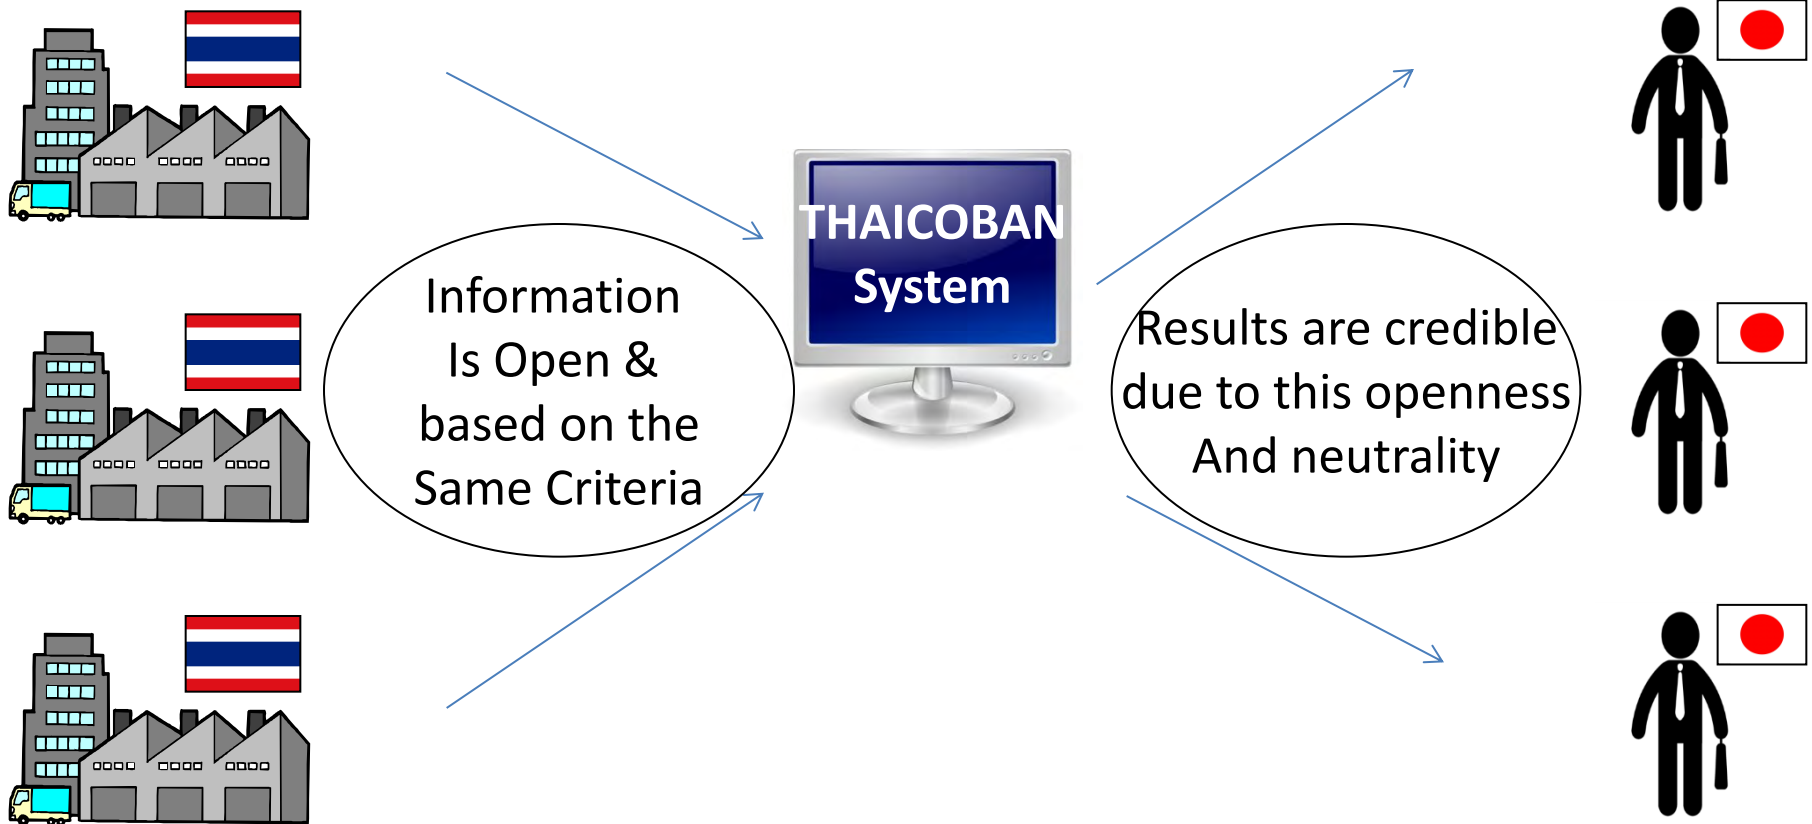 THAICOBAN
System
Information
Is Open &
based on the
Same Criteria
Results are credible
due to this openness
And neutrality